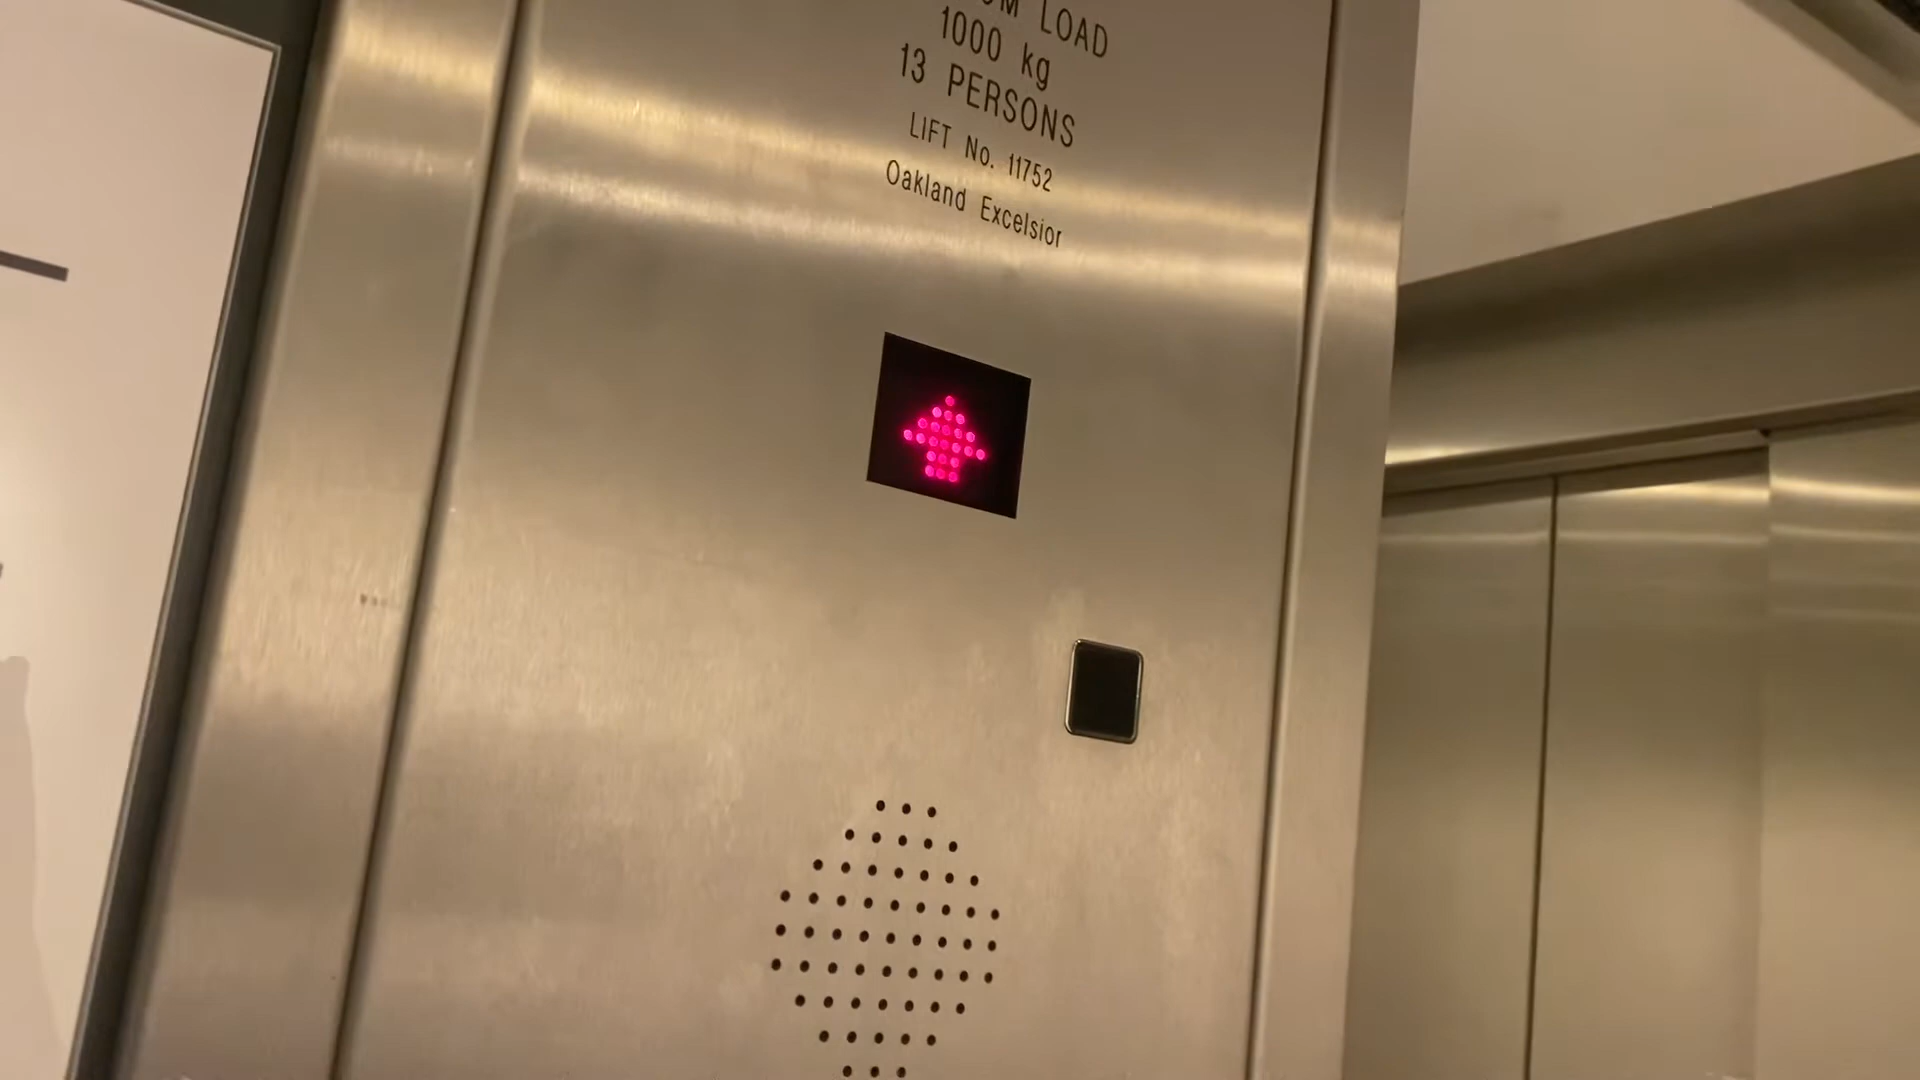 LOAD
1000 kg
13 PERSONS
LIFT No. 11752
Oakland Excelsior